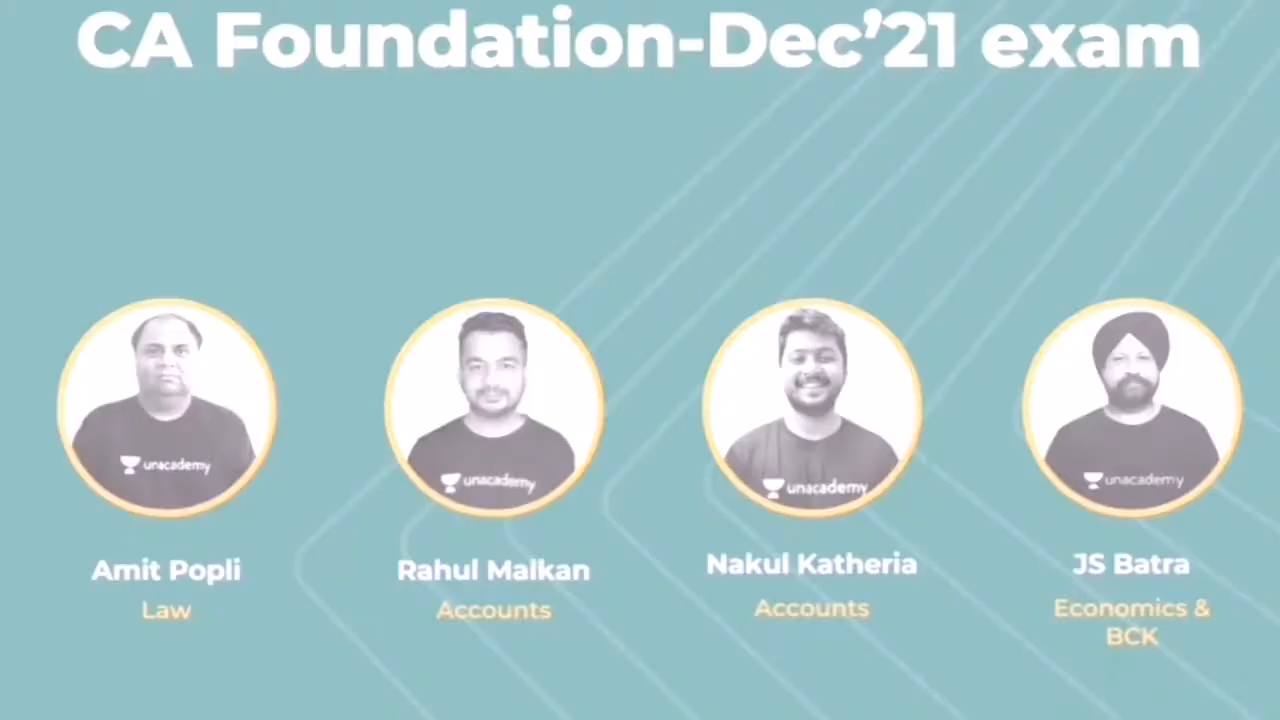 CA Foundation-Dec’21 exam
unacademy
unacademy
unacademy
unacademy
Amit Popli
Rahul Malkan
Nakul Katheria
JS Batra
Law
Accounts
Accounts
Economics &
BCK